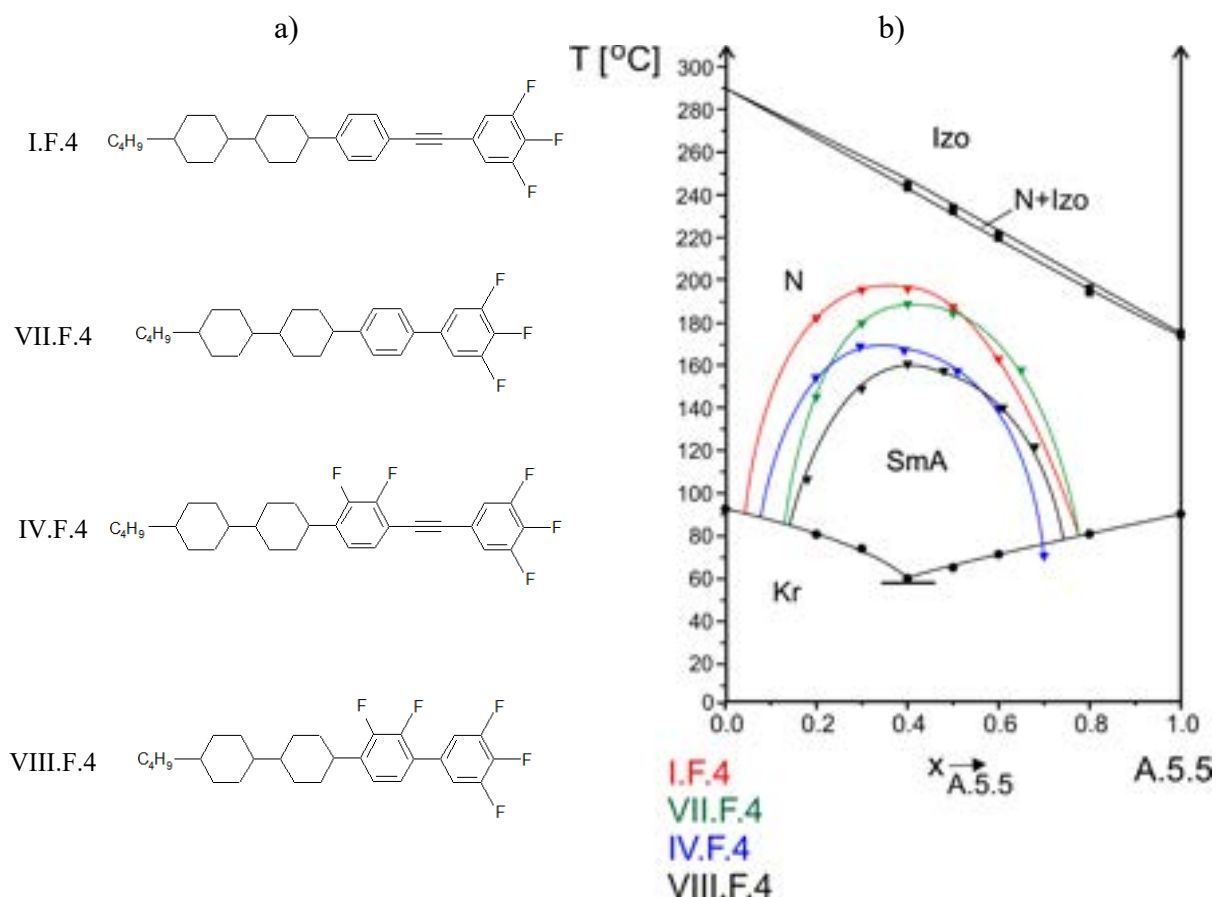 a)
I.F.4
C₄H₉
F
F
F
VII.F.4
C₄H₉
F
F
F
IV.F.4
C₄H₉
F
F
F
F
F
VIII.F.4
C₄H₉
F
F
F
F
F
b)
T [°C]
300
280
260
240
220
200
180
160
140
120
100
80
60
40
20
0
Izo
N+Izo
N
SmA
Kr
0.0 0.2 0.4 0.6 0.8 1.0
x → A.5.5
A.5.5
I.F.4
VII.F.4
IV.F.4
VIII.F.4